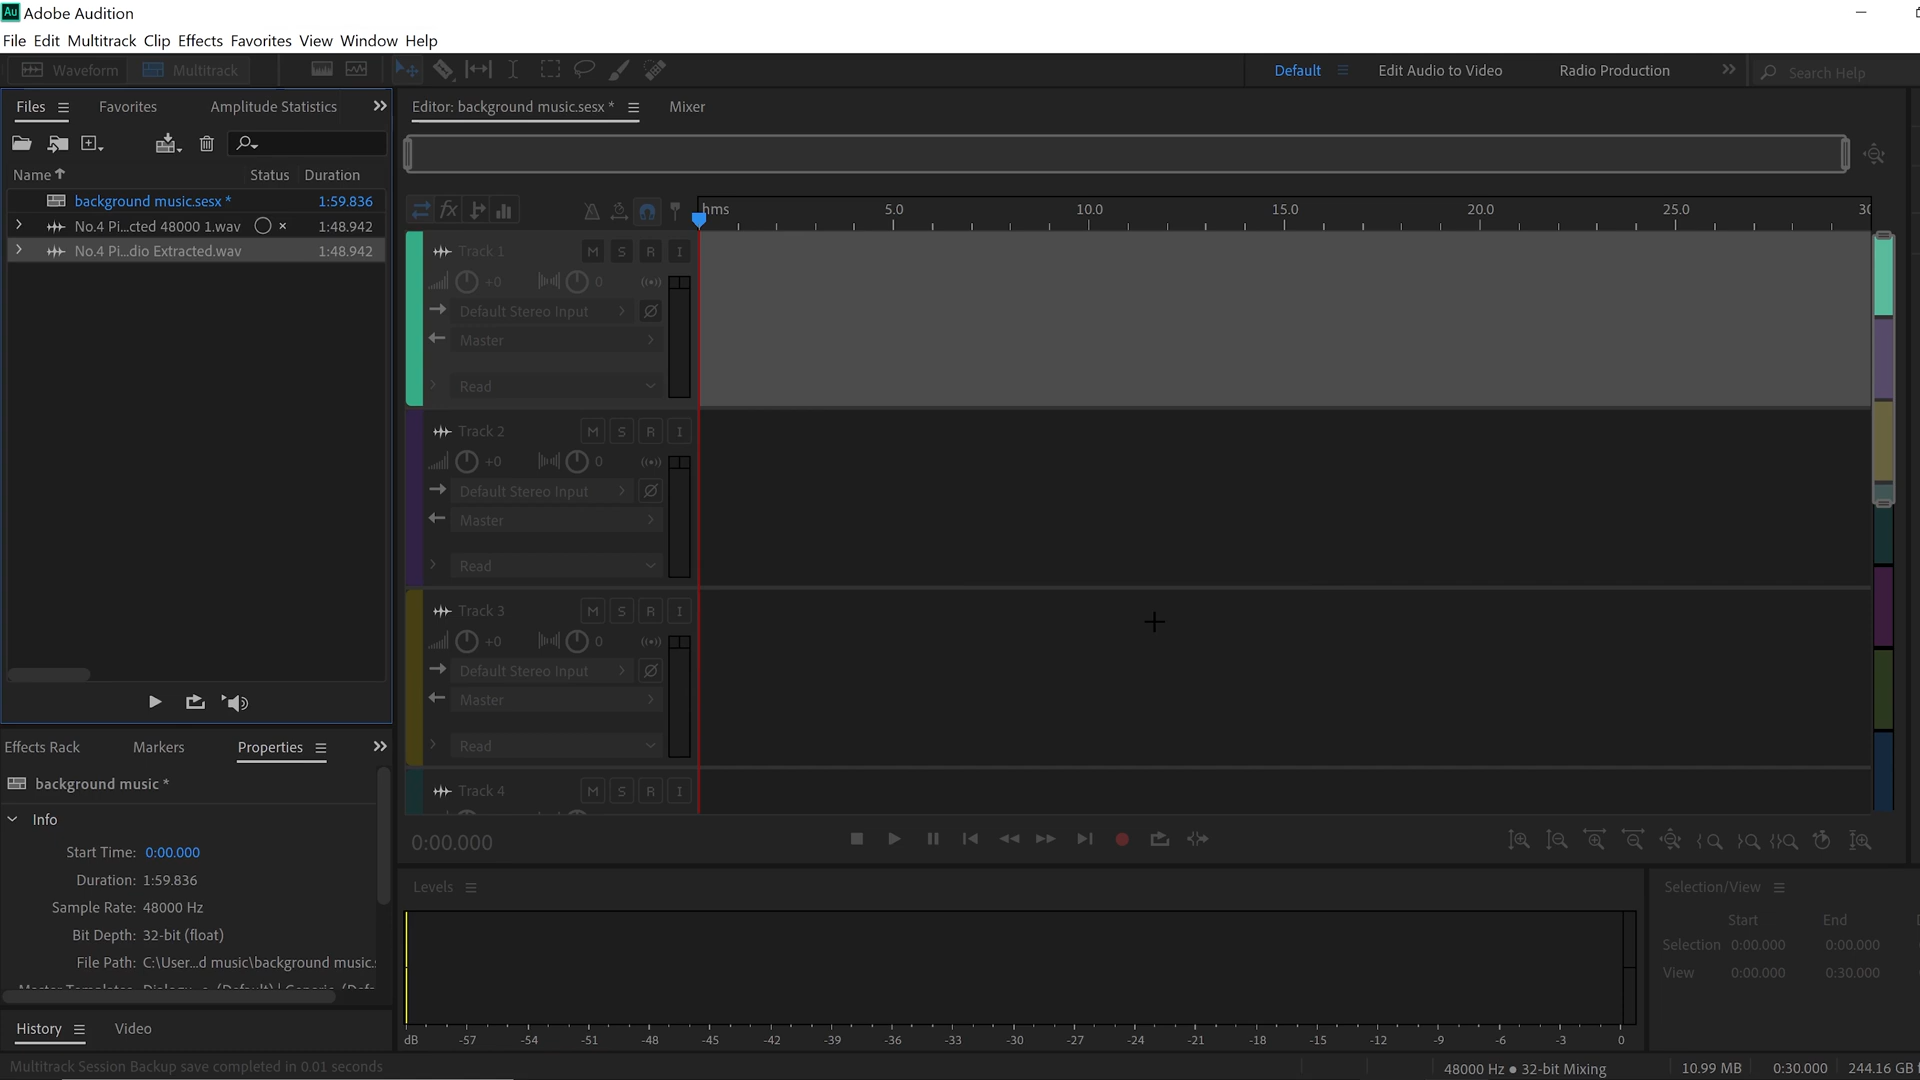 Au Adobe Audition
File Edit Multitrack Clip Effects Favorites View Window Help
Waveform Multitrack Default Edit Audio to Video Radio Production Search Help
Files Favorites Amplitude Statistics
Editor: background music.sesx * Mixer
Name Status Duration
background music.sesx * 1:59.836
No.4 Pi...cted 48000 1.wav 1:48.942
No.4 Pi...dio Extracted.wav 1:48.942
fx hms 5.0 10.0 15.0 20.0 25.0
Track 1 M S R I
+0 0
Default Stereo Input
Master
Read
Track 2 M S R I
+0 0
Default Stereo Input
Master
Read
Track 3 M S R I
+0 0
Default Stereo Input
Master
Read
Track 4 M S R I
0:00.000
Effects Rack Markers Properties
background music *
Info
Start Time: 0:00.000
Duration: 1:59.836
Sample Rate: 48000 Hz
Bit Depth: 32-bit (float)
File Path: C:\User...d music\background music.
History Video
Levels
dB -57 -54 -51 -48 -45 -42 -39 -36 -33 -30 -27 -24 -21 -18 -15 -12 -9 -6 -3 0
Selection/View
Start End
Selection 0:00.000 0:00.000
View 0:00.000 0:30.000
Multitrack Session Backup save completed in 0.01 seconds
48000 Hz ● 32-bit Mixing 10.99 MB 0:30.000 244.16 GB